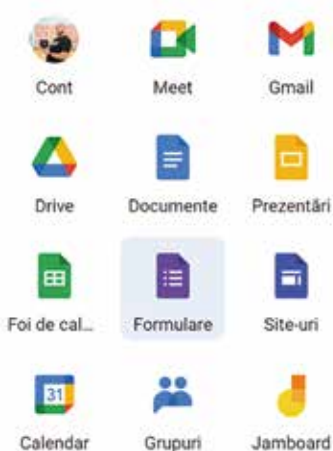 Cont Meet Gmail
Drive Documente Prezentări
Foi de cal... Formulare Site-uri
31
Calendar Grupuri Jamboard